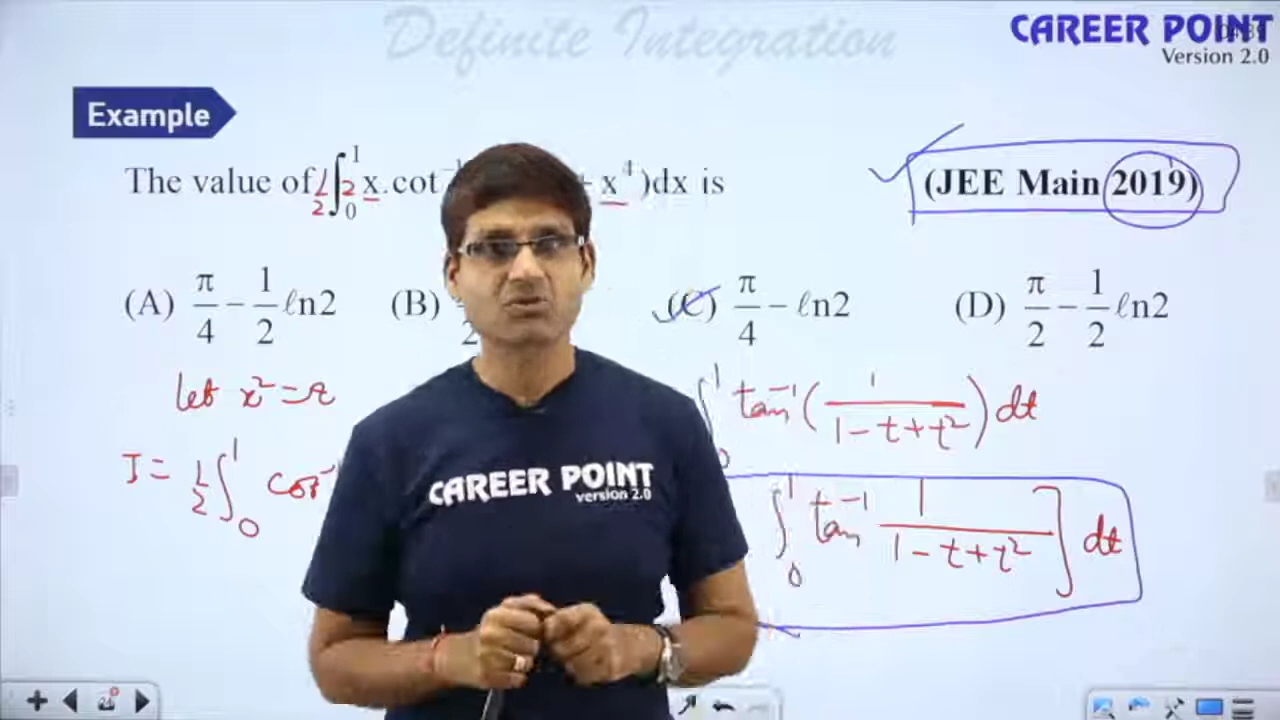 Definite Integration
CAREER POINT
Version 2.0
Example
The value of ½ ∫₀¹ 2 x.cot x⁴)dx is
(JEE Main 2019)
(A) π/4 − 1/2 ℓn2 (B) (C) π/4 − ℓn2 (D) π/2 − 1/2 ℓn2
let x² = t
∫₀¹ tan⁻¹(1/(1−t+t²)) dt
I = ½ ∫₀¹ cot⁻¹
∫₀¹ tan⁻¹ 1/(1−t+t²)] dt
CAREER POINT
version 2.0